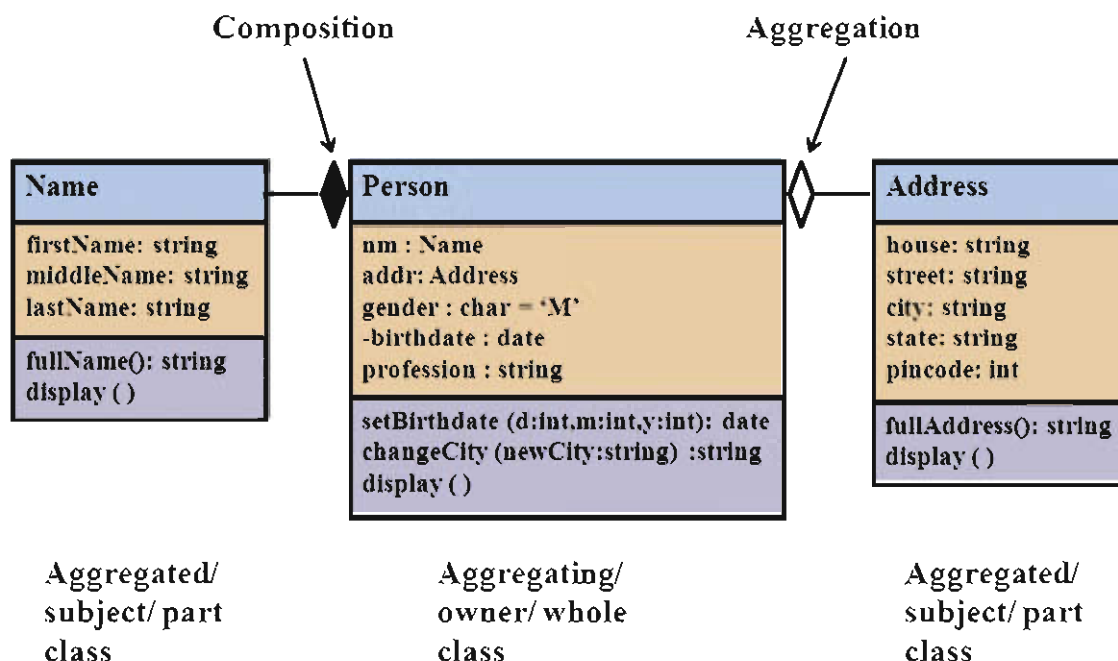 Composition
Aggregation
Name
firstName: string
middleName: string
lastName: string
fullName(): string
display ( )
Person
nm : Name
addr: Address
gender : char = ‘M’
-birthdate : date
profession : string
setBirthdate (d:int,m:int,y:int): date
changeCity (newCity:string) :string
display ( )
Address
house: string
street: string
city: string
state: string
pincode: int
fullAddress(): string
display ( )
Aggregated/
subject/ part
class
Aggregating/
owner/ whole
class
Aggregated/
subject/ part
class